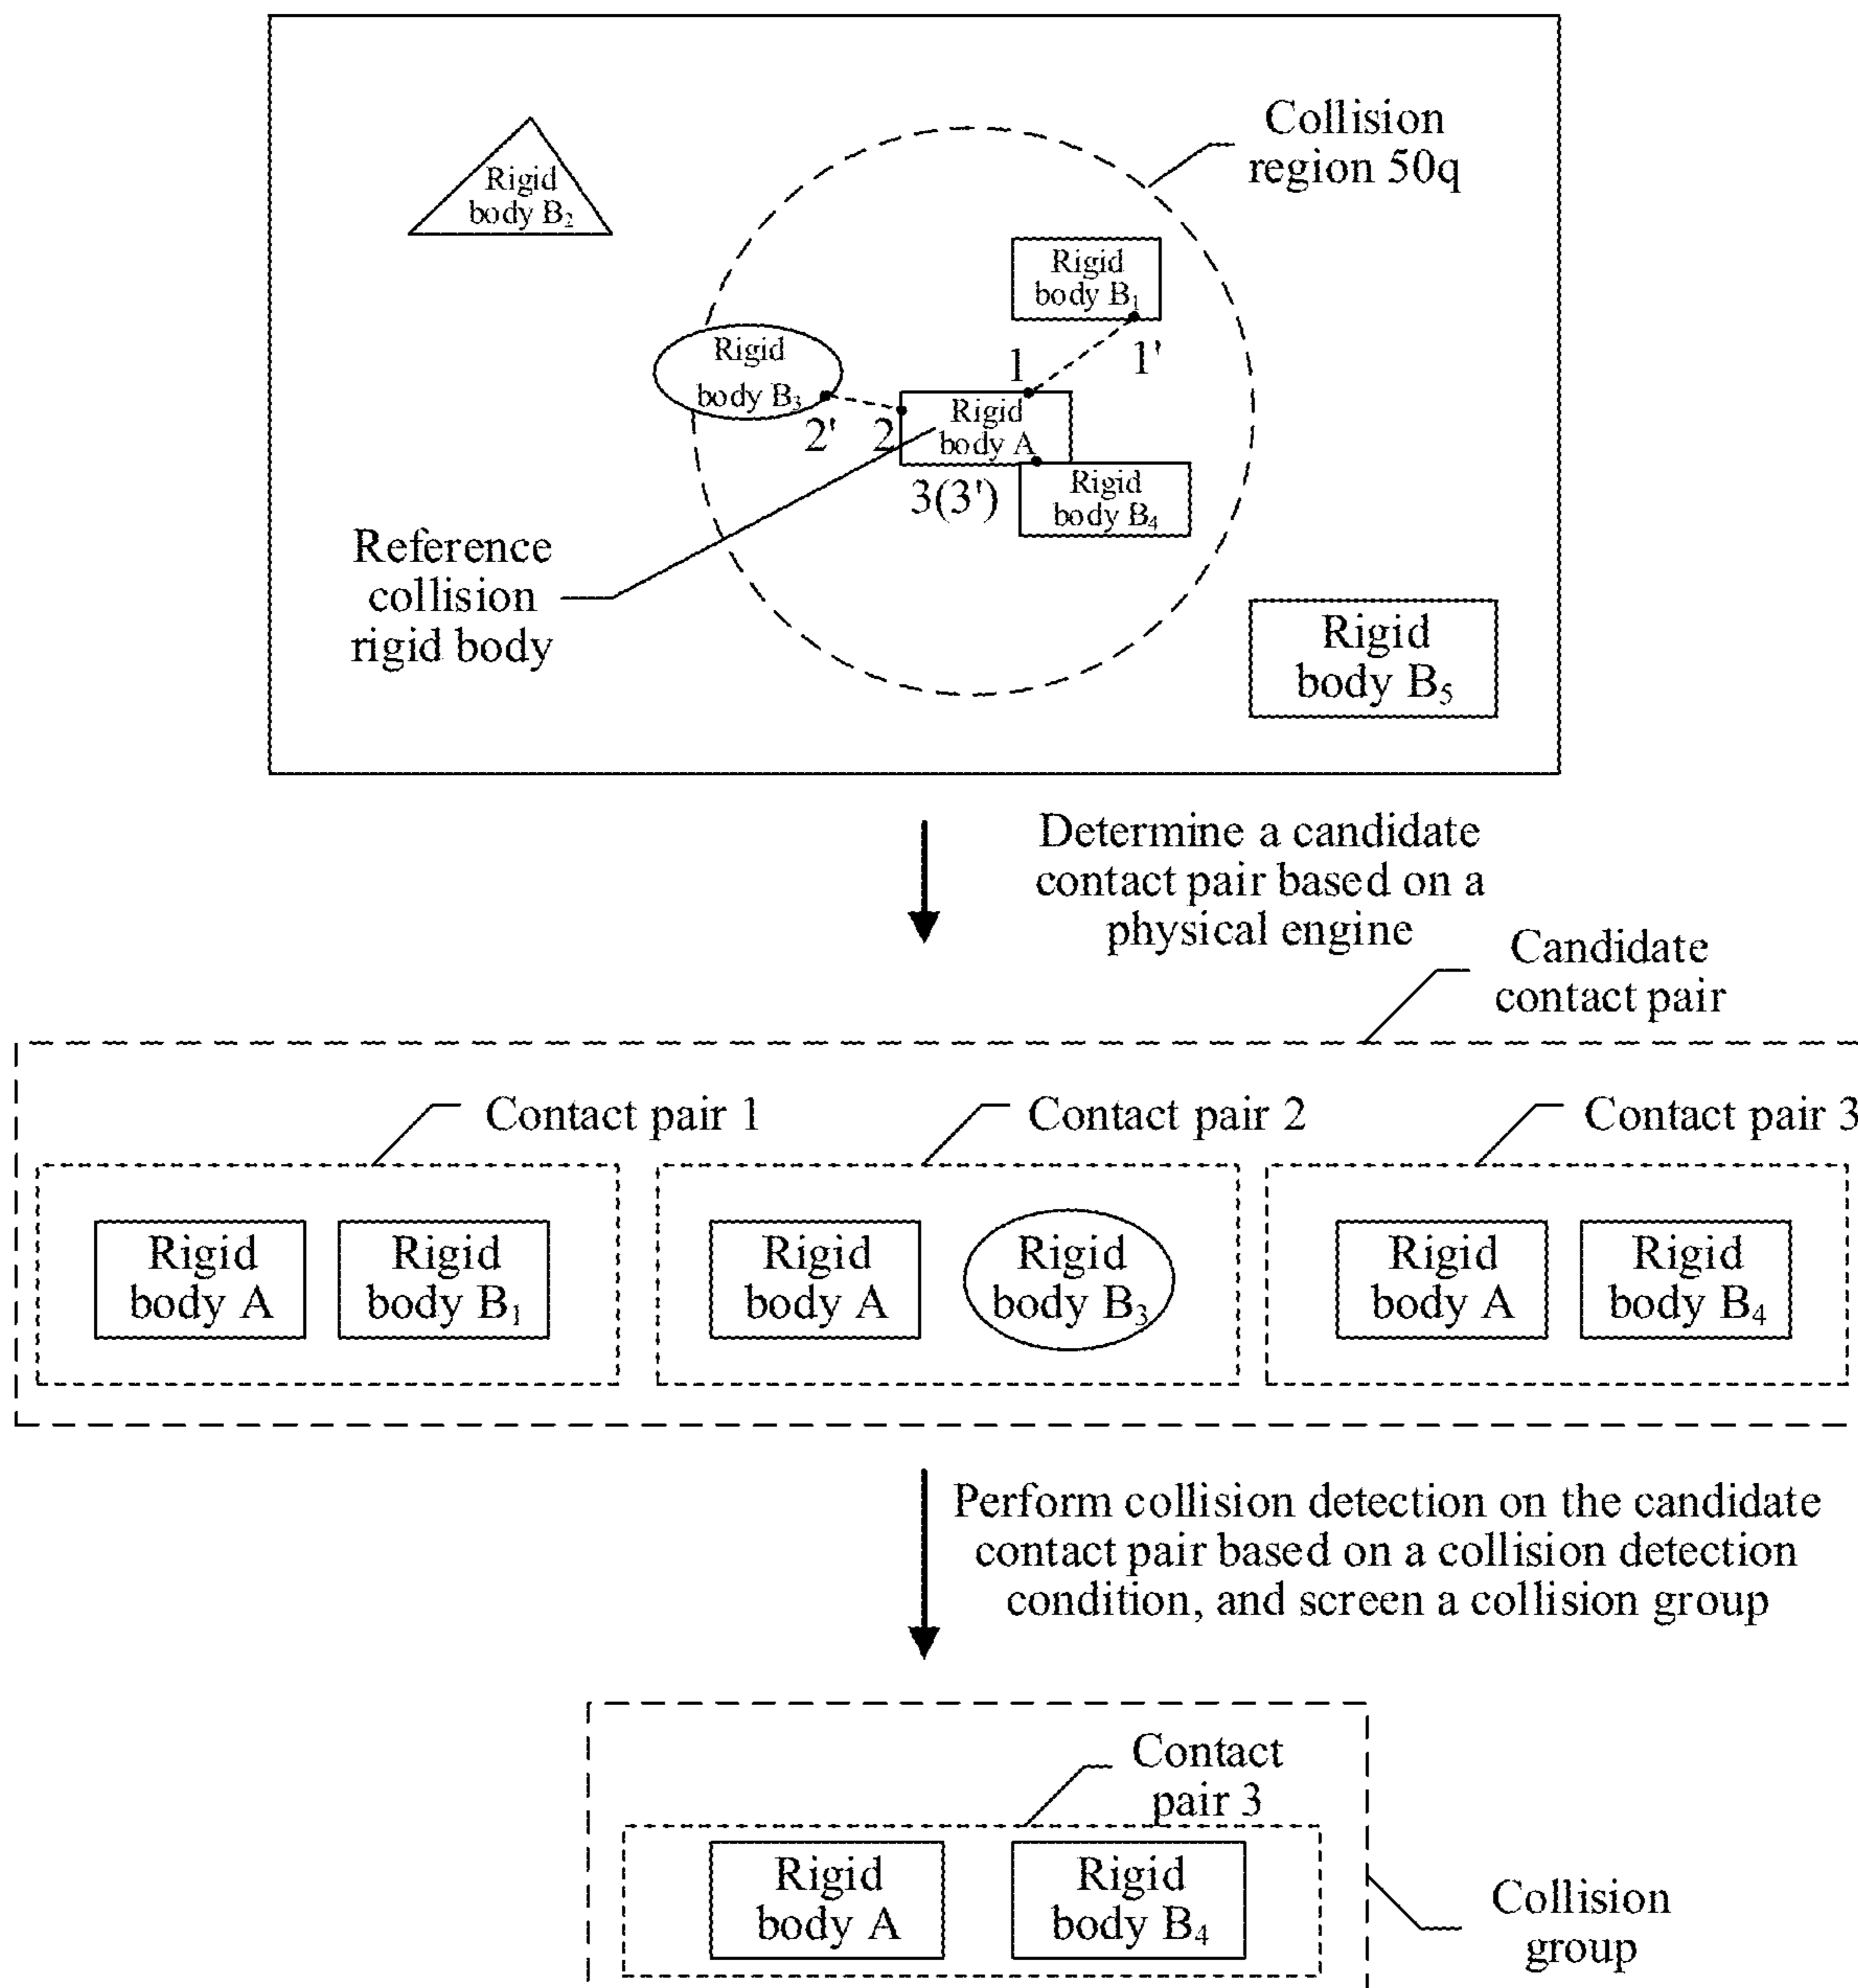 Collision
region 50q
Rigid
body B₂
Rigid
body B₁
1'
1
Rigid
body B₃
2'
2
Rigid
body A
3(3')
Rigid
body B₄
Reference
collision
rigid body
Rigid
body B₅
Determine a candidate
contact pair based on a
physical engine
Candidate
contact pair
Contact pair 1
Contact pair 2
Contact pair 3
Rigid
body A
Rigid
body B₁
Rigid
body A
Rigid
body B₃
Rigid
body A
Rigid
body B₄
Perform collision detection on the candidate
contact pair based on a collision detection
condition, and screen a collision group
Contact
pair 3
Rigid
body A
Rigid
body B₄
Collision
group